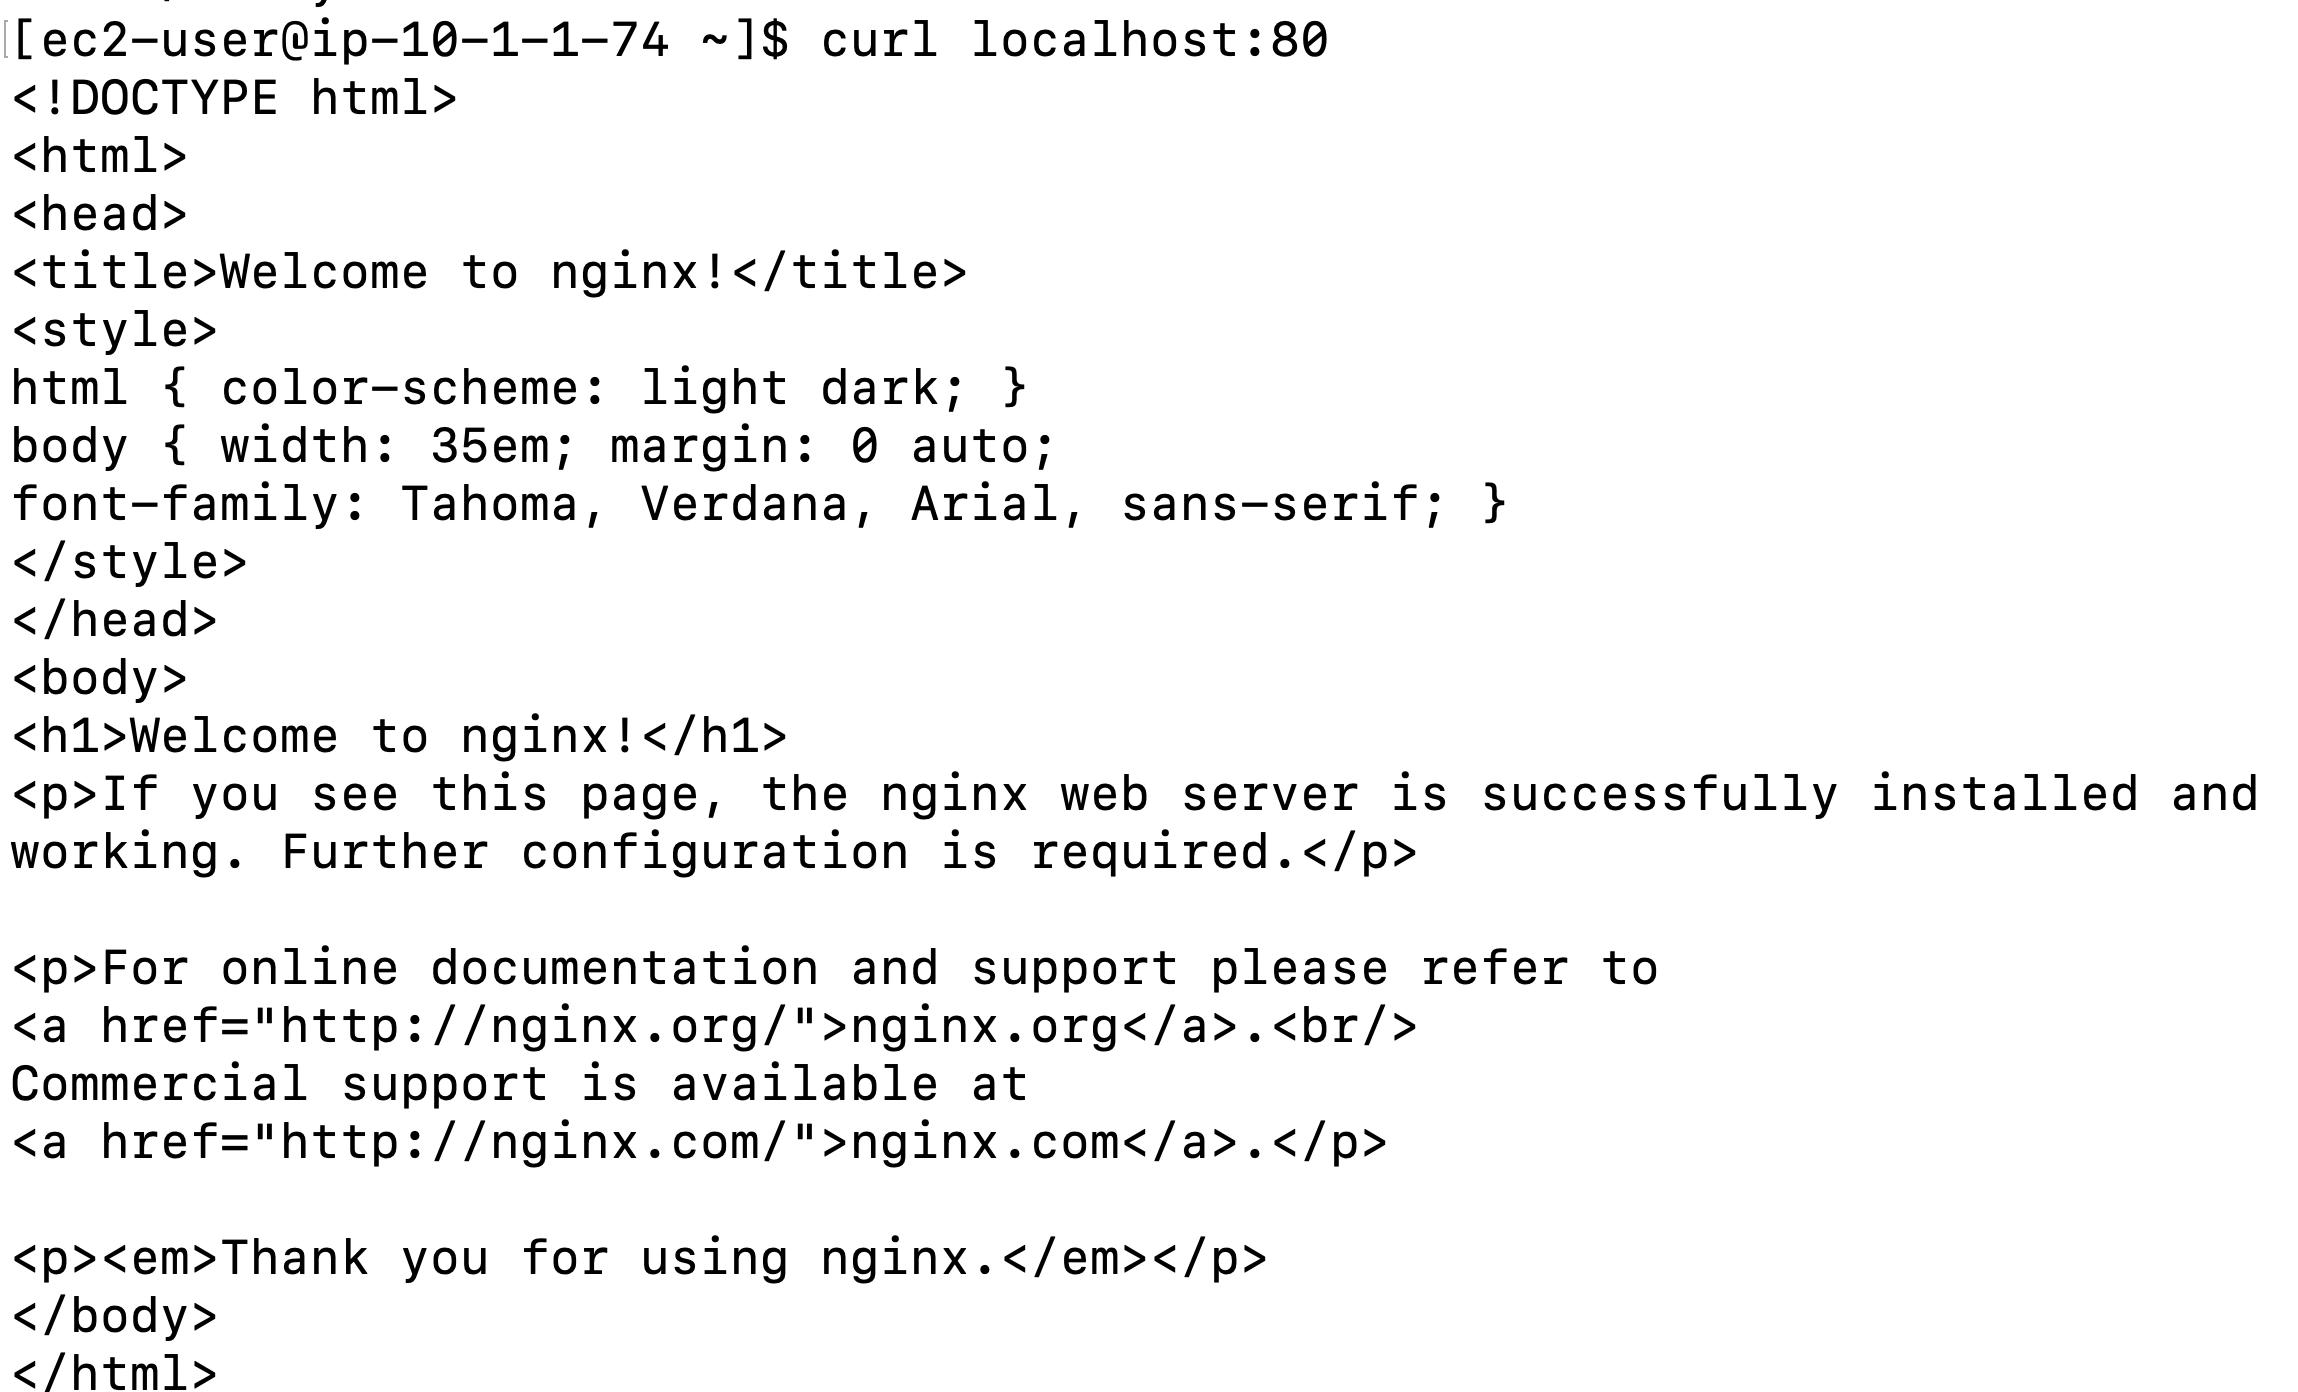 [ec2-user@ip-10-1-1-74 ~]$ curl localhost:80
<!DOCTYPE html>
<html>
<head>
<title>Welcome to nginx!</title>
<style>
html { color-scheme: light dark; }
body { width: 35em; margin: 0 auto;
font-family: Tahoma, Verdana, Arial, sans-serif; }
</style>
</head>
<body>
<h1>Welcome to nginx!</h1>
<p>If you see this page, the nginx web server is successfully installed and
working. Further configuration is required.</p>

<p>For online documentation and support please refer to
<a href="http://nginx.org/">nginx.org</a>.<br/>
Commercial support is available at
<a href="http://nginx.com/">nginx.com</a>.</p>

<p><em>Thank you for using nginx.</em></p>
</body>
</html>